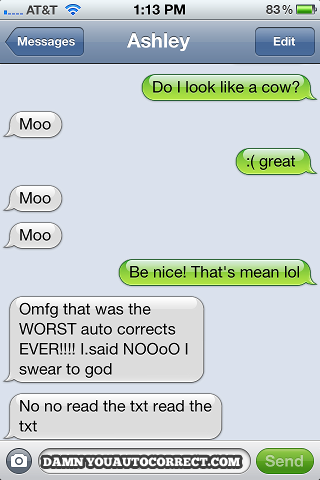 AT&T 1:13 PM 83%
Messages Ashley Edit
Do I look like a cow?
Moo
:( great
Moo
Moo
Be nice! That's mean lol
Omfg that was the
WORST auto corrects
EVER!!!! I.said NOOoO I
swear to god
No no read the txt read the
txt
DAMNYOUAUTOCORRECT.COM Send